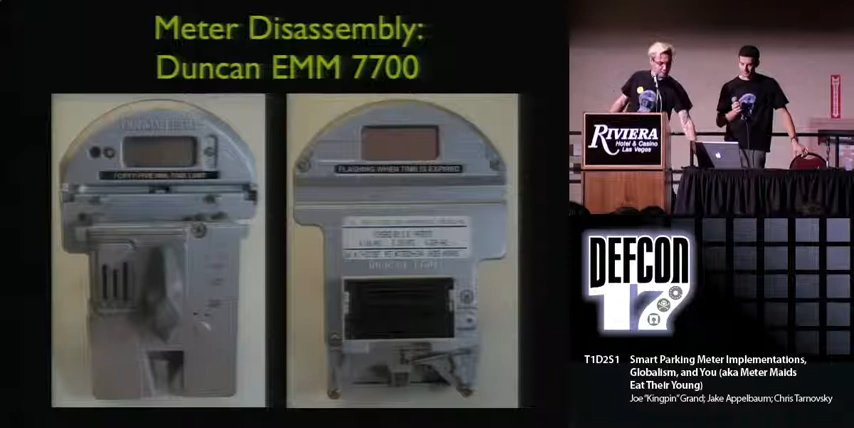 Meter Disassembly:
Duncan EMM 7700
FORTY-FIVE MIN. TIME LIMIT
FLASHING WHEN TIME IS EXPIRED
RIVIERA
Hotel & Casino
Las Vegas
DEFCON
17
T1D2S1 Smart Parking Meter Implementations,
Globalism, and You (aka Meter Maids
Eat Their Young)
Joe "Kingpin" Grand; Jake Appelbaum; Chris Tarnovsky